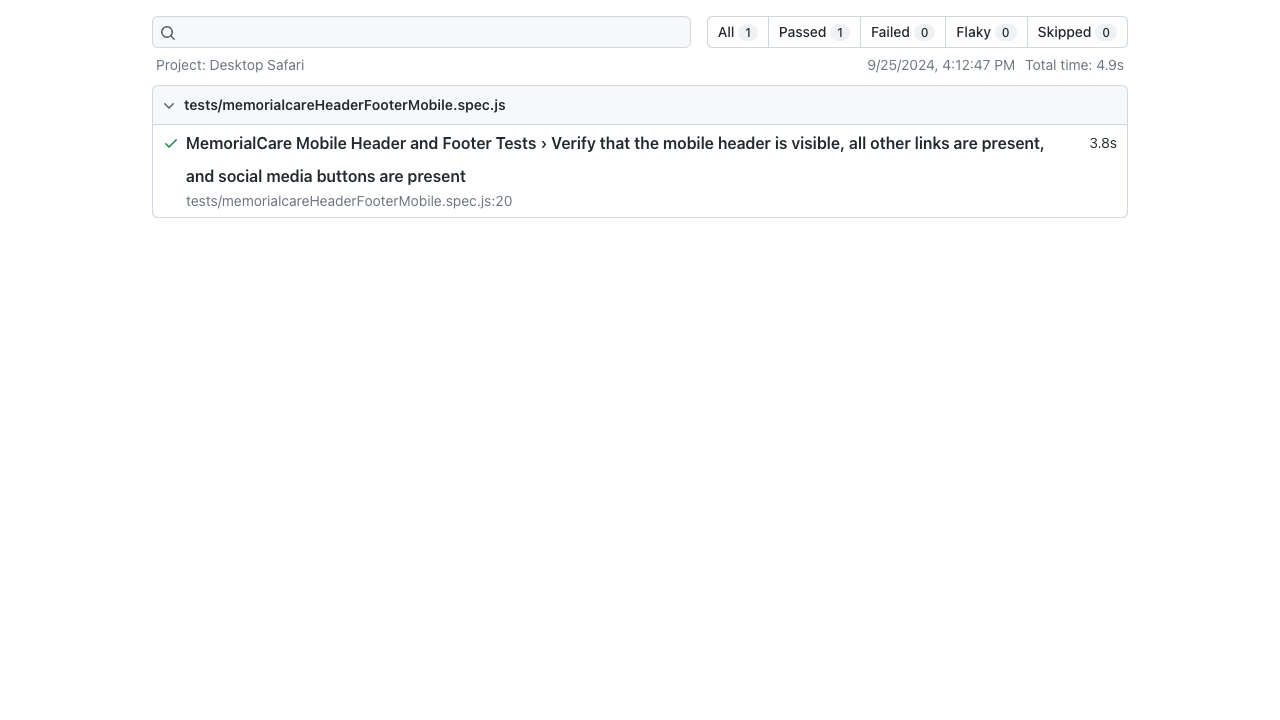 All 1 Passed 1 Failed 0 Flaky 0 Skipped 0
Project: Desktop Safari 9/25/2024, 4:12:47 PM Total time: 4.9s
tests/memorialcareHeaderFooterMobile.spec.js
MemorialCare Mobile Header and Footer Tests › Verify that the mobile header is visible, all other links are present, 3.8s
and social media buttons are present
tests/memorialcareHeaderFooterMobile.spec.js:20